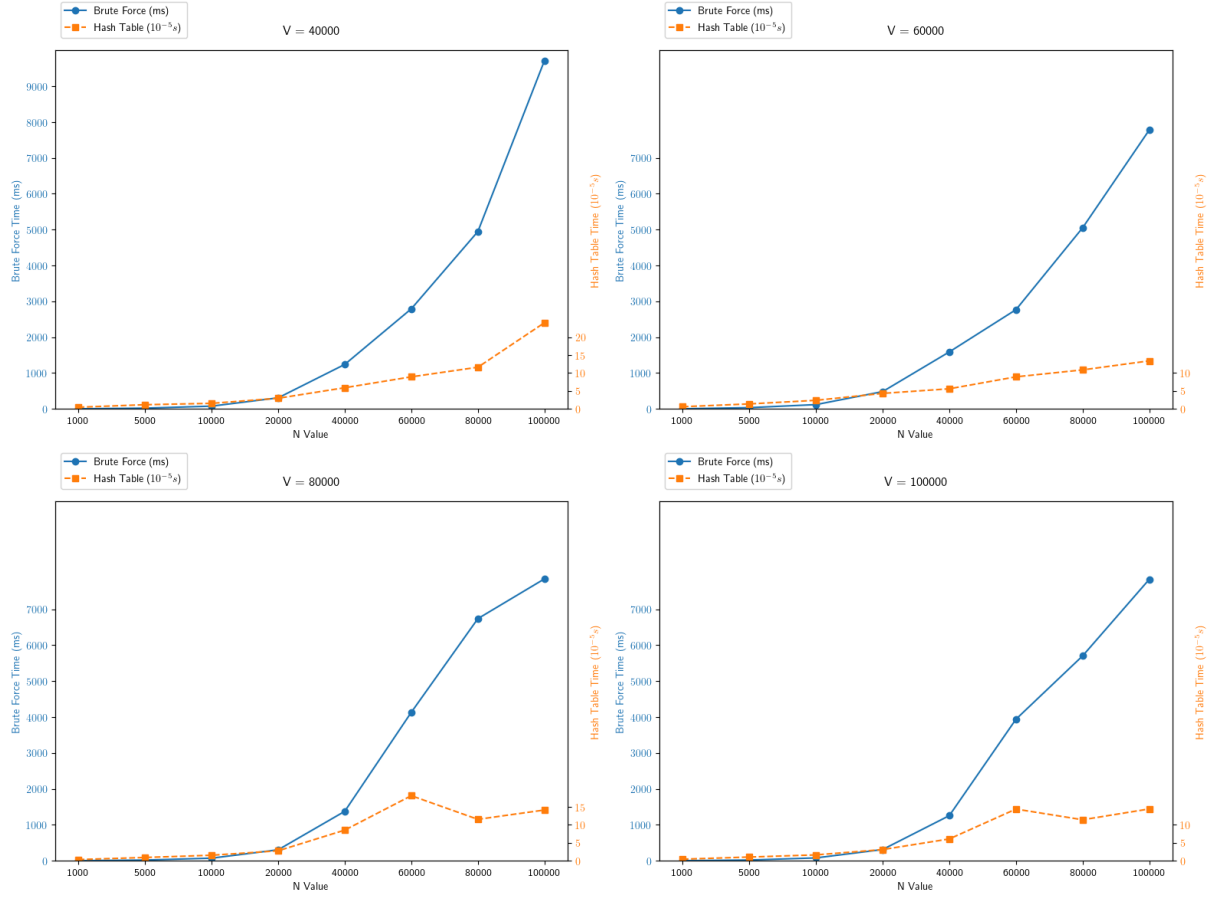 Brute Force (ms)
Hash Table (10⁻⁵s)
V = 40000
9000
8000
7000
6000
5000
4000
3000
2000
1000
0
Brute Force Time (ms)
20
15
10
5
0
Hash Table Time (10⁻⁵s)
1000 5000 10000 20000 40000 60000 80000 100000
N Value
Brute Force (ms)
Hash Table (10⁻⁵s)
V = 60000
7000
6000
5000
4000
3000
2000
1000
0
Brute Force Time (ms)
10
5
0
Hash Table Time (10⁻⁵s)
1000 5000 10000 20000 40000 60000 80000 100000
N Value
Brute Force (ms)
Hash Table (10⁻⁵s)
V = 80000
7000
6000
5000
4000
3000
2000
1000
0
Brute Force Time (ms)
15
10
5
0
Hash Table Time (10⁻⁵s)
1000 5000 10000 20000 40000 60000 80000 100000
N Value
Brute Force (ms)
Hash Table (10⁻⁵s)
V = 100000
7000
6000
5000
4000
3000
2000
1000
0
Brute Force Time (ms)
10
5
0
Hash Table Time (10⁻⁵s)
1000 5000 10000 20000 40000 60000 80000 100000
N Value